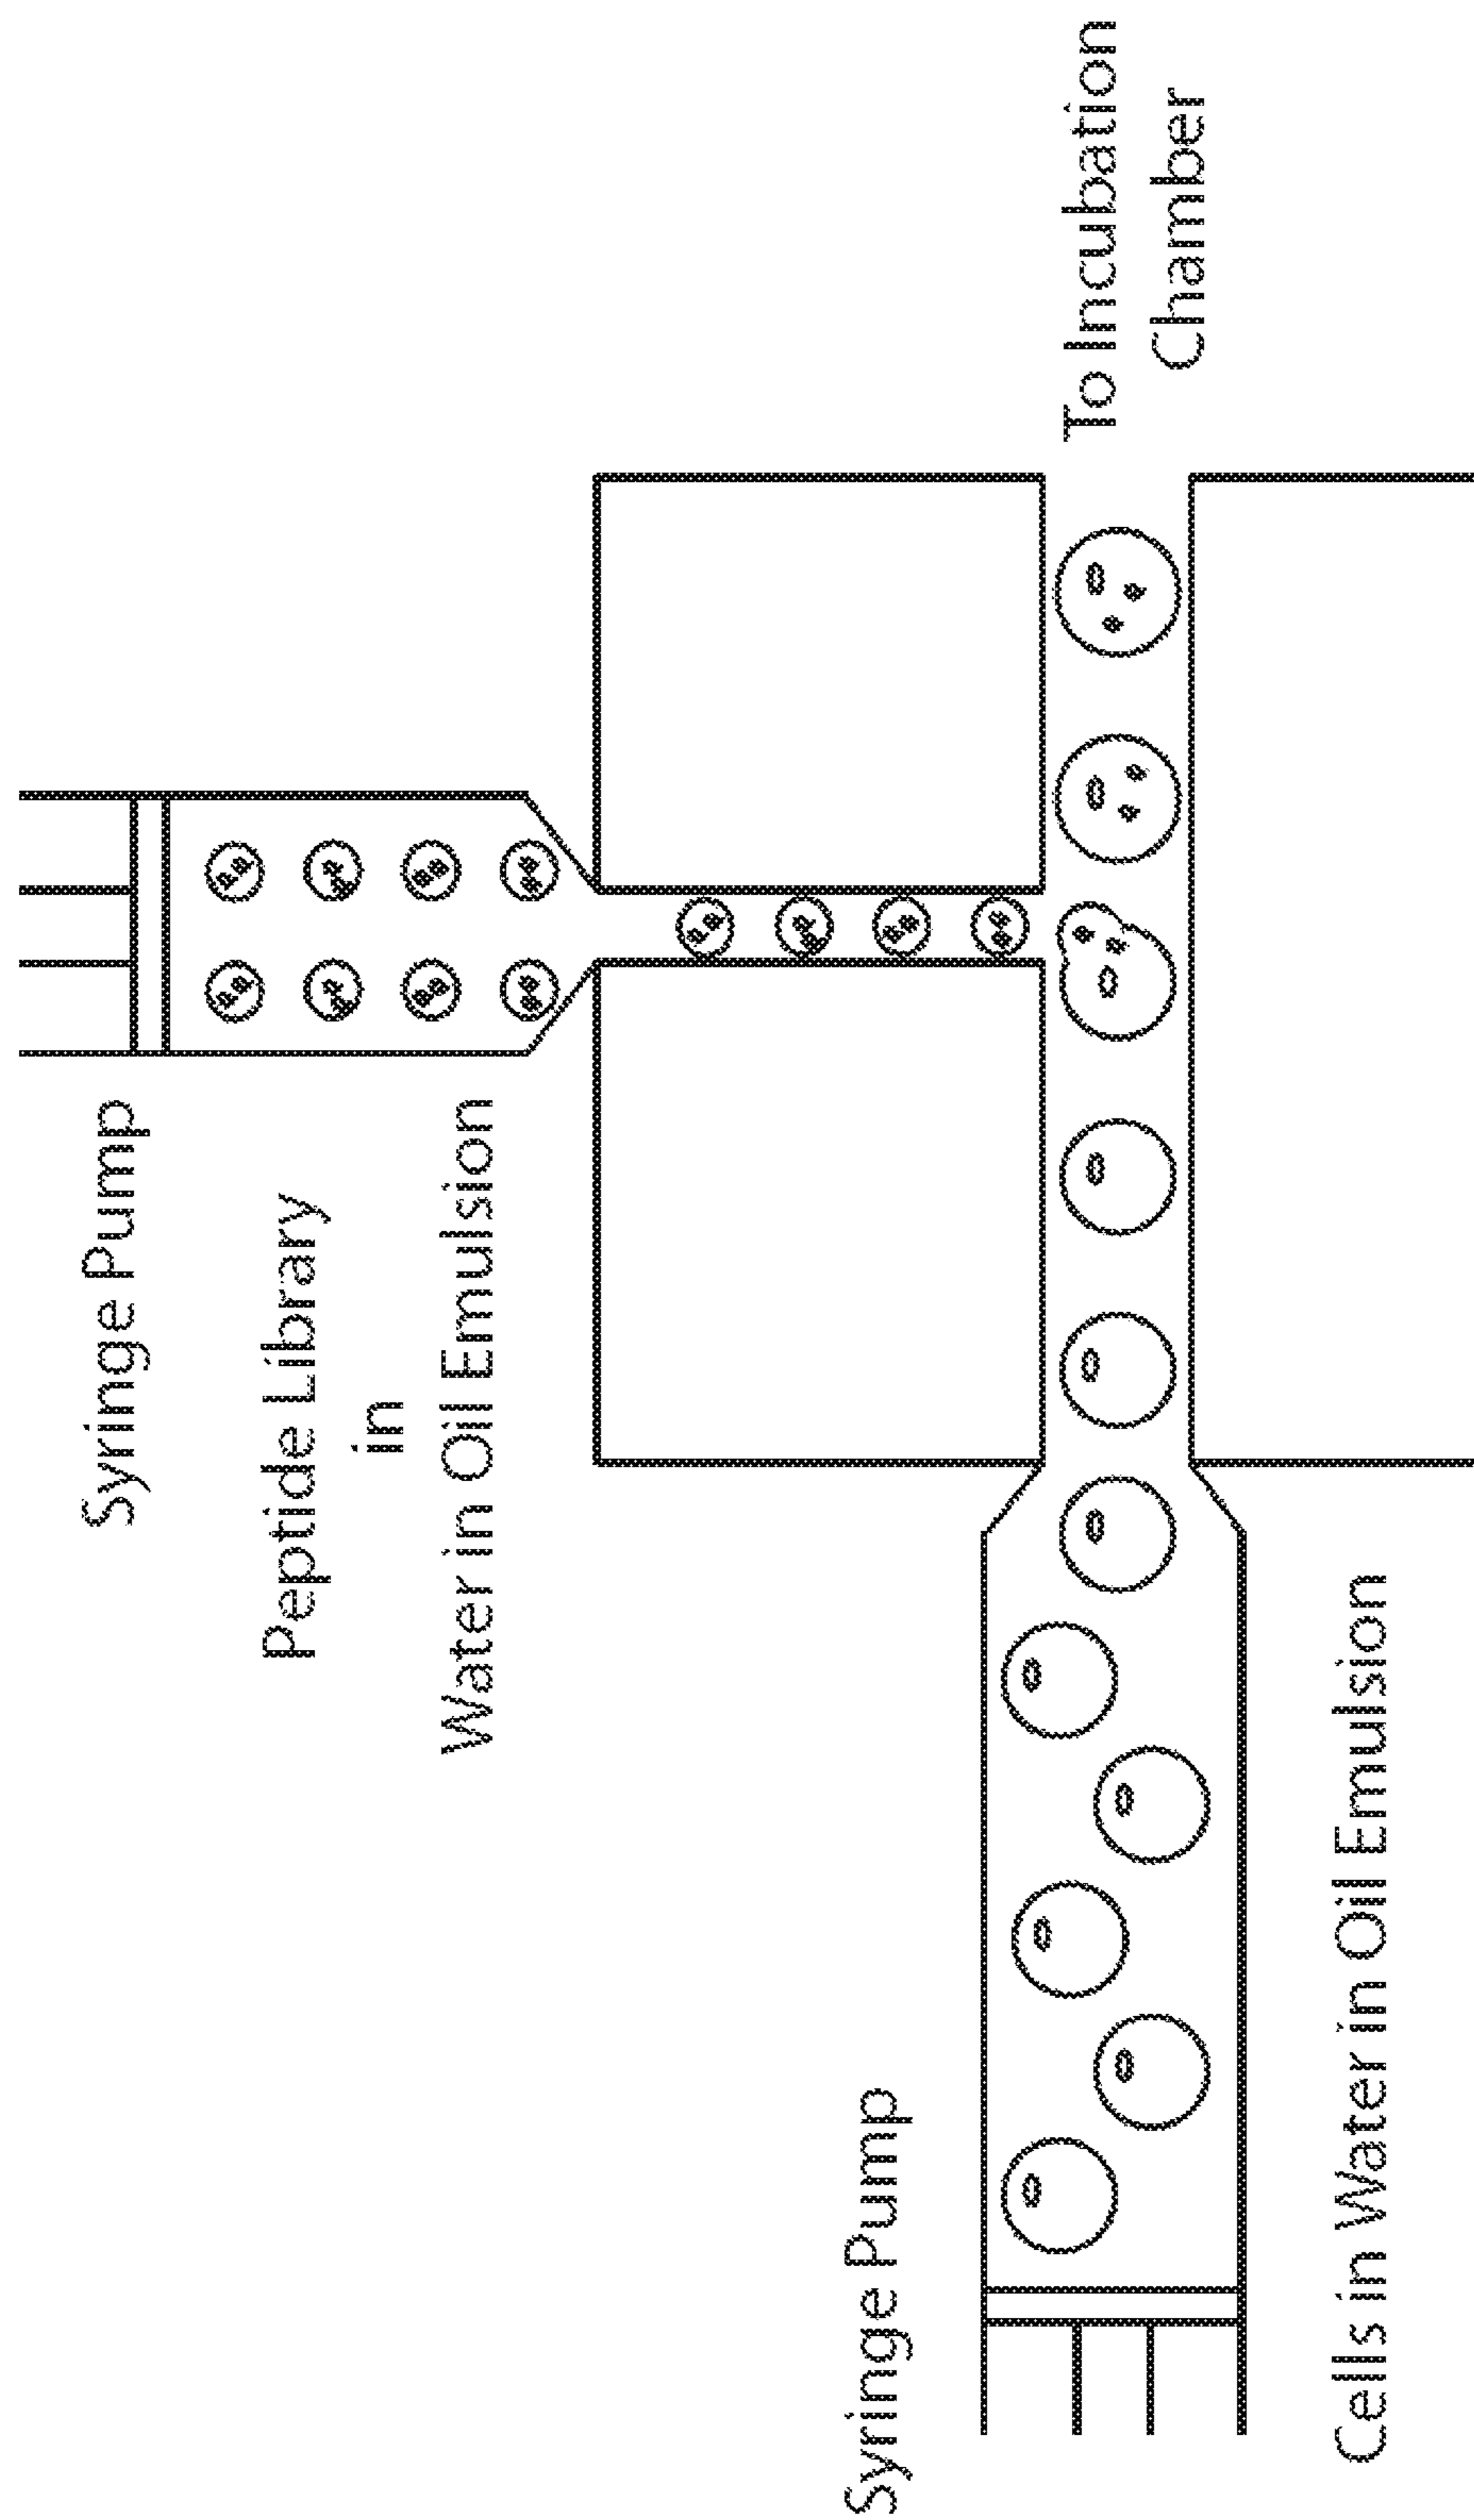 Syringe Pump
Peptide Library
in
Water in Oil Emulsion
To Incubation
Chamber
Syringe Pump
Cells in Water in Oil Emulsion